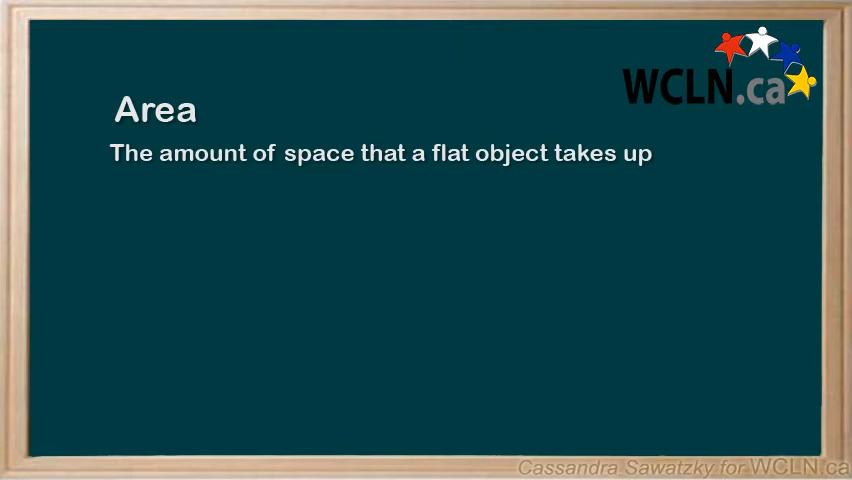 WCLN.ca
Area
The amount of space that a flat object takes up
Cassandra Sawatzky for WCLN.ca